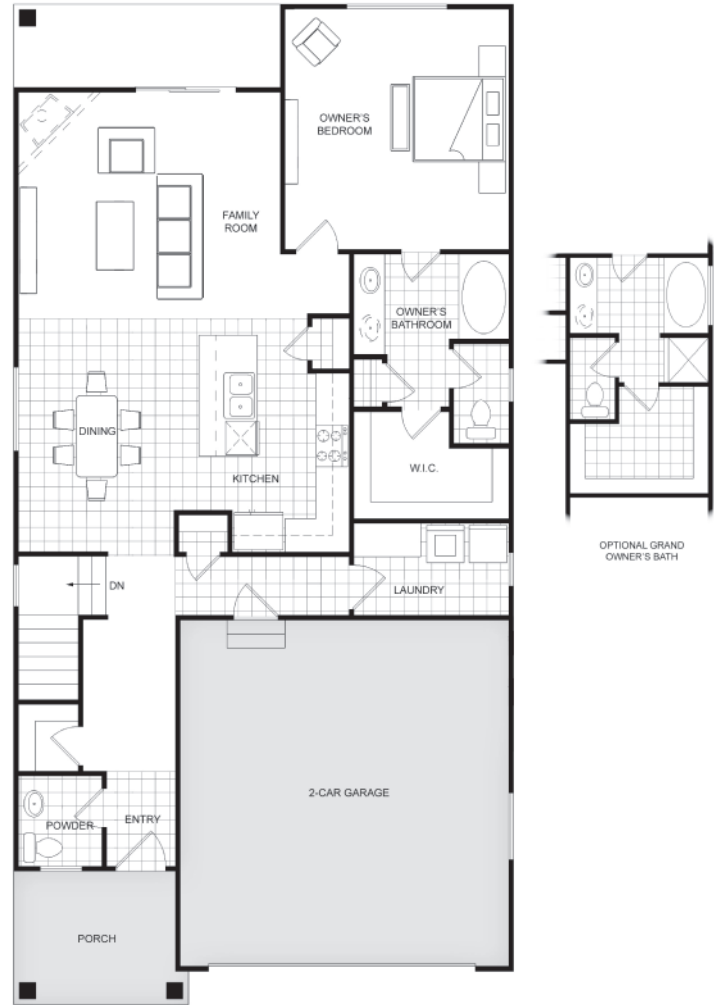 OWNER'S
BEDROOM
FAMILY
ROOM
OWNER'S
BATHROOM
DINING
KITCHEN
W.I.C.
OPTIONAL GRAND
OWNER'S BATH
DN
LAUNDRY
2-CAR GARAGE
POWDER
ENTRY
PORCH